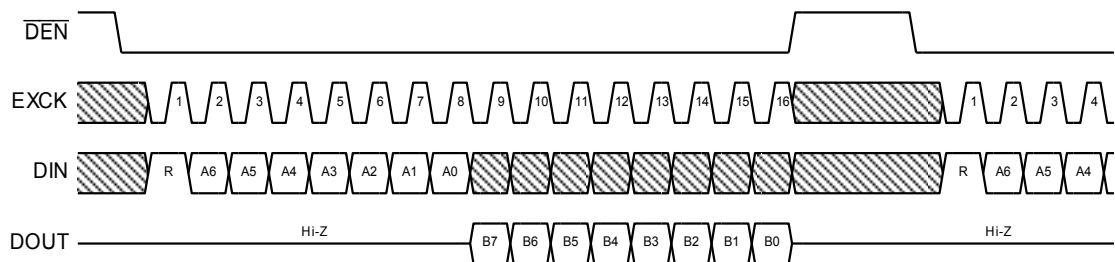 DEN
EXCK 1 2 3 4 5 6 7 8 9 10 11 12 13 14 15 16 1 2 3 4
DIN R A6 A5 A4 A3 A2 A1 A0 R A6 A5 A4
DOUT Hi-Z B7 B6 B5 B4 B3 B2 B1 B0 Hi-Z